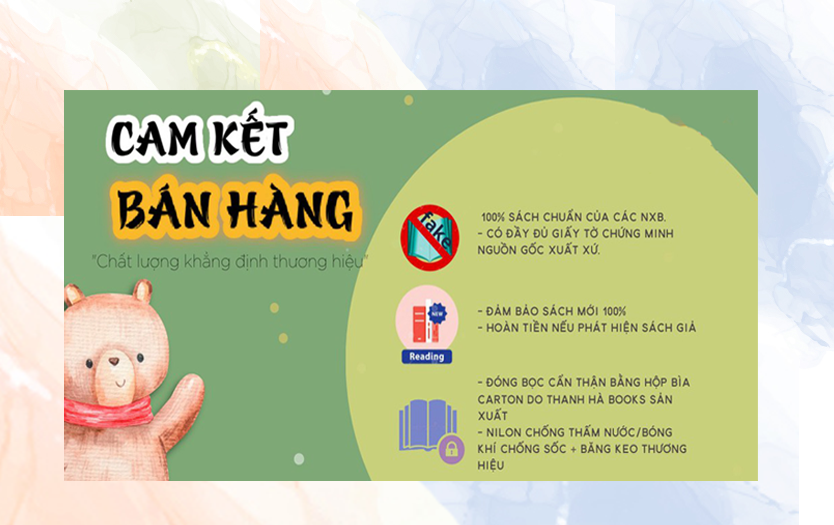 CAM KẾT
BÁN HÀNG
"Chất lượng khẳng định thương hiệu"
fake
100% SÁCH CHUẨN CỦA CÁC NXB.
- CÓ ĐẦY ĐỦ GIẤY TỜ CHỨNG MINH
NGUỒN GỐC XUẤT XỨ.
NEW
Reading
- ĐẢM BẢO SÁCH MỚI 100%
- HOÀN TIỀN NẾU PHÁT HIỆN SÁCH GIẢ
- ĐÓNG BỌC CẨN THẬN BẰNG HỘP BÌA
CARTON DO THANH HÀ BOOKS SẢN
XUẤT
- NILON CHỐNG THẤM NƯỚC/BÓNG
KHÍ CHỐNG SỐC + BĂNG KEO THƯƠNG
HIỆU